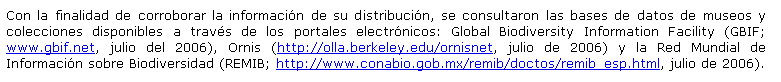 Con la finalidad de corroborar la información de su distribución, se consultaron las bases de datos de museos y
colecciones disponibles a través de los portales electrónicos: Global Biodiversity Information Facility (GBIF;
www.gbif.net, julio del 2006), Ornis (http://olla.berkeley.edu/ornisnet, julio de 2006) y la Red Mundial de
Información sobre Biodiversidad (REMIB; http://www.conabio.gob.mx/remib/doctos/remib_esp.html, julio de 2006).